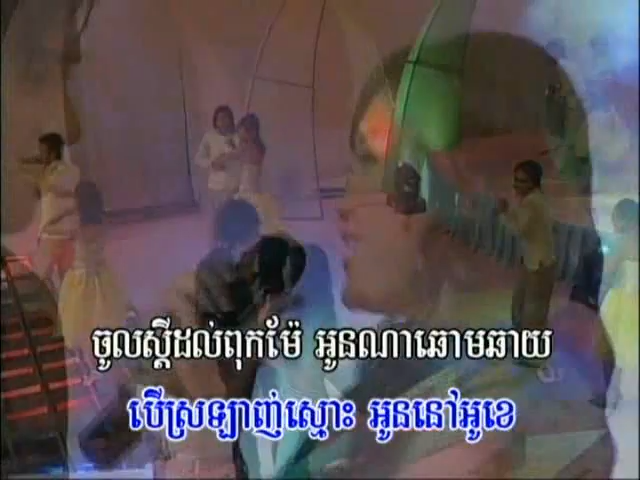 ចូលស្ដីដល់ពុកម៉ែ អូនណាឆោមឆាយ
បើស្រឡាញ់ស្មោះ អូននៅអូខេ